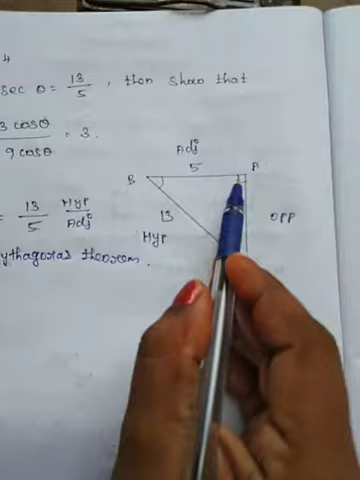 4
sec θ = 13/5, then show that
3 cosθ / 9 cosθ = 3.
Adj
5
B A
= 13/5 Hyp/Adj
13
Hyp
OPP
ythagoras theorem.